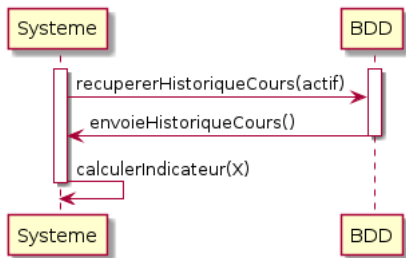 Systeme
BDD
recupererHistoriqueCours(actif)
envoieHistoriqueCours()
calculerIndicateur(X)
Systeme
BDD